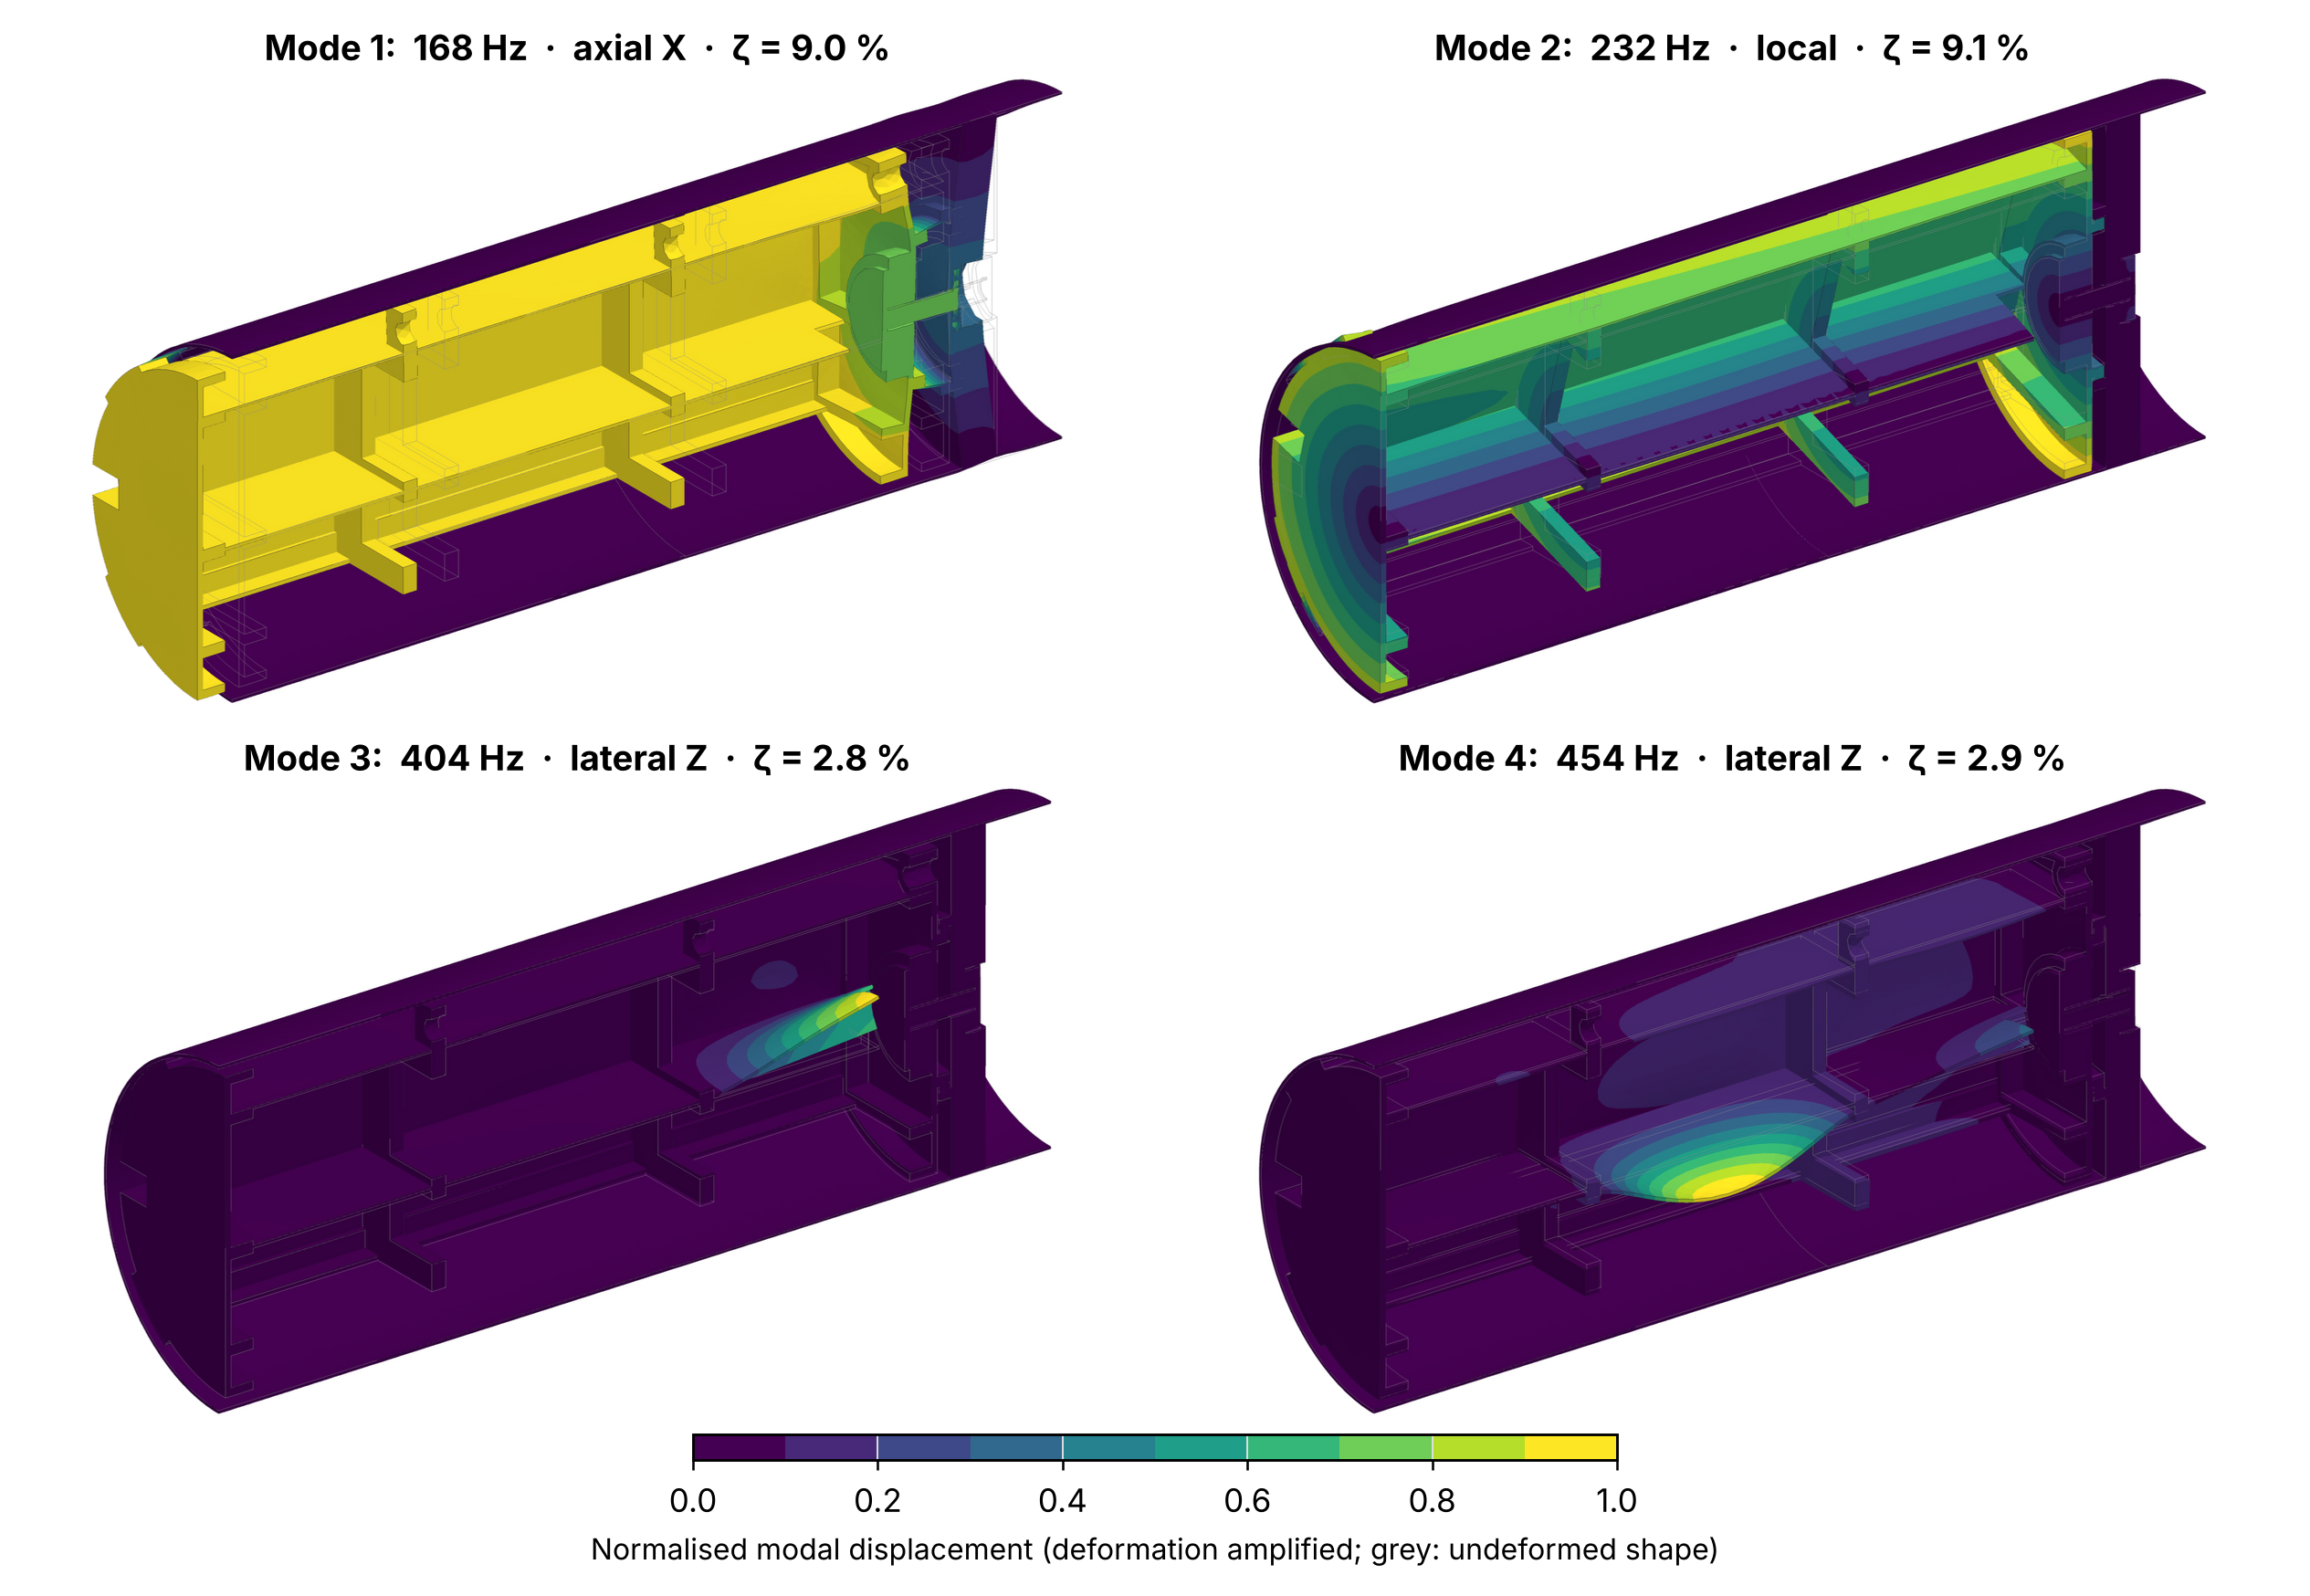 Mode 1: 168 Hz · axial X · ζ = 9.0 %
Mode 2: 232 Hz · local · ζ = 9.1 %
Mode 3: 404 Hz · lateral Z · ζ = 2.8 %
Mode 4: 454 Hz · lateral Z · ζ = 2.9 %
0.0 0.2 0.4 0.6 0.8 1.0
Normalised modal displacement (deformation amplified; grey: undeformed shape)